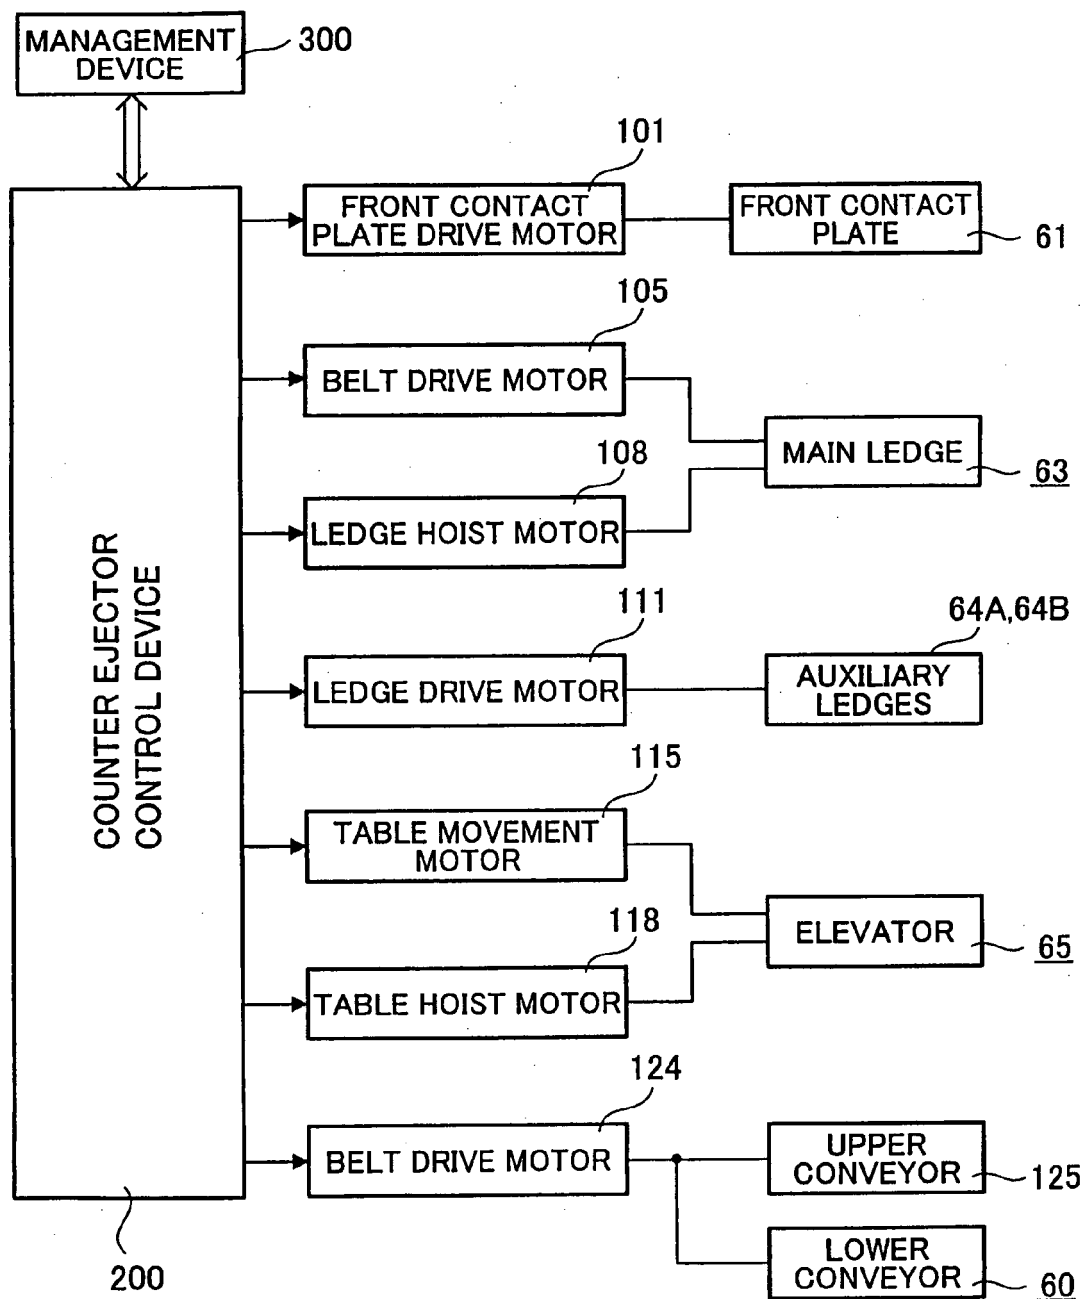 MANAGEMENT
DEVICE
300
101
FRONT CONTACT
PLATE DRIVE MOTOR
FRONT CONTACT
PLATE
61
105
BELT DRIVE MOTOR
MAIN LEDGE
63
108
LEDGE HOIST MOTOR
COUNTER EJECTOR
CONTROL DEVICE
111
LEDGE DRIVE MOTOR
64A,64B
AUXILIARY
LEDGES
115
TABLE MOVEMENT
MOTOR
ELEVATOR
65
118
TABLE HOIST MOTOR
124
BELT DRIVE MOTOR
UPPER
CONVEYOR
125
LOWER
CONVEYOR
60
200